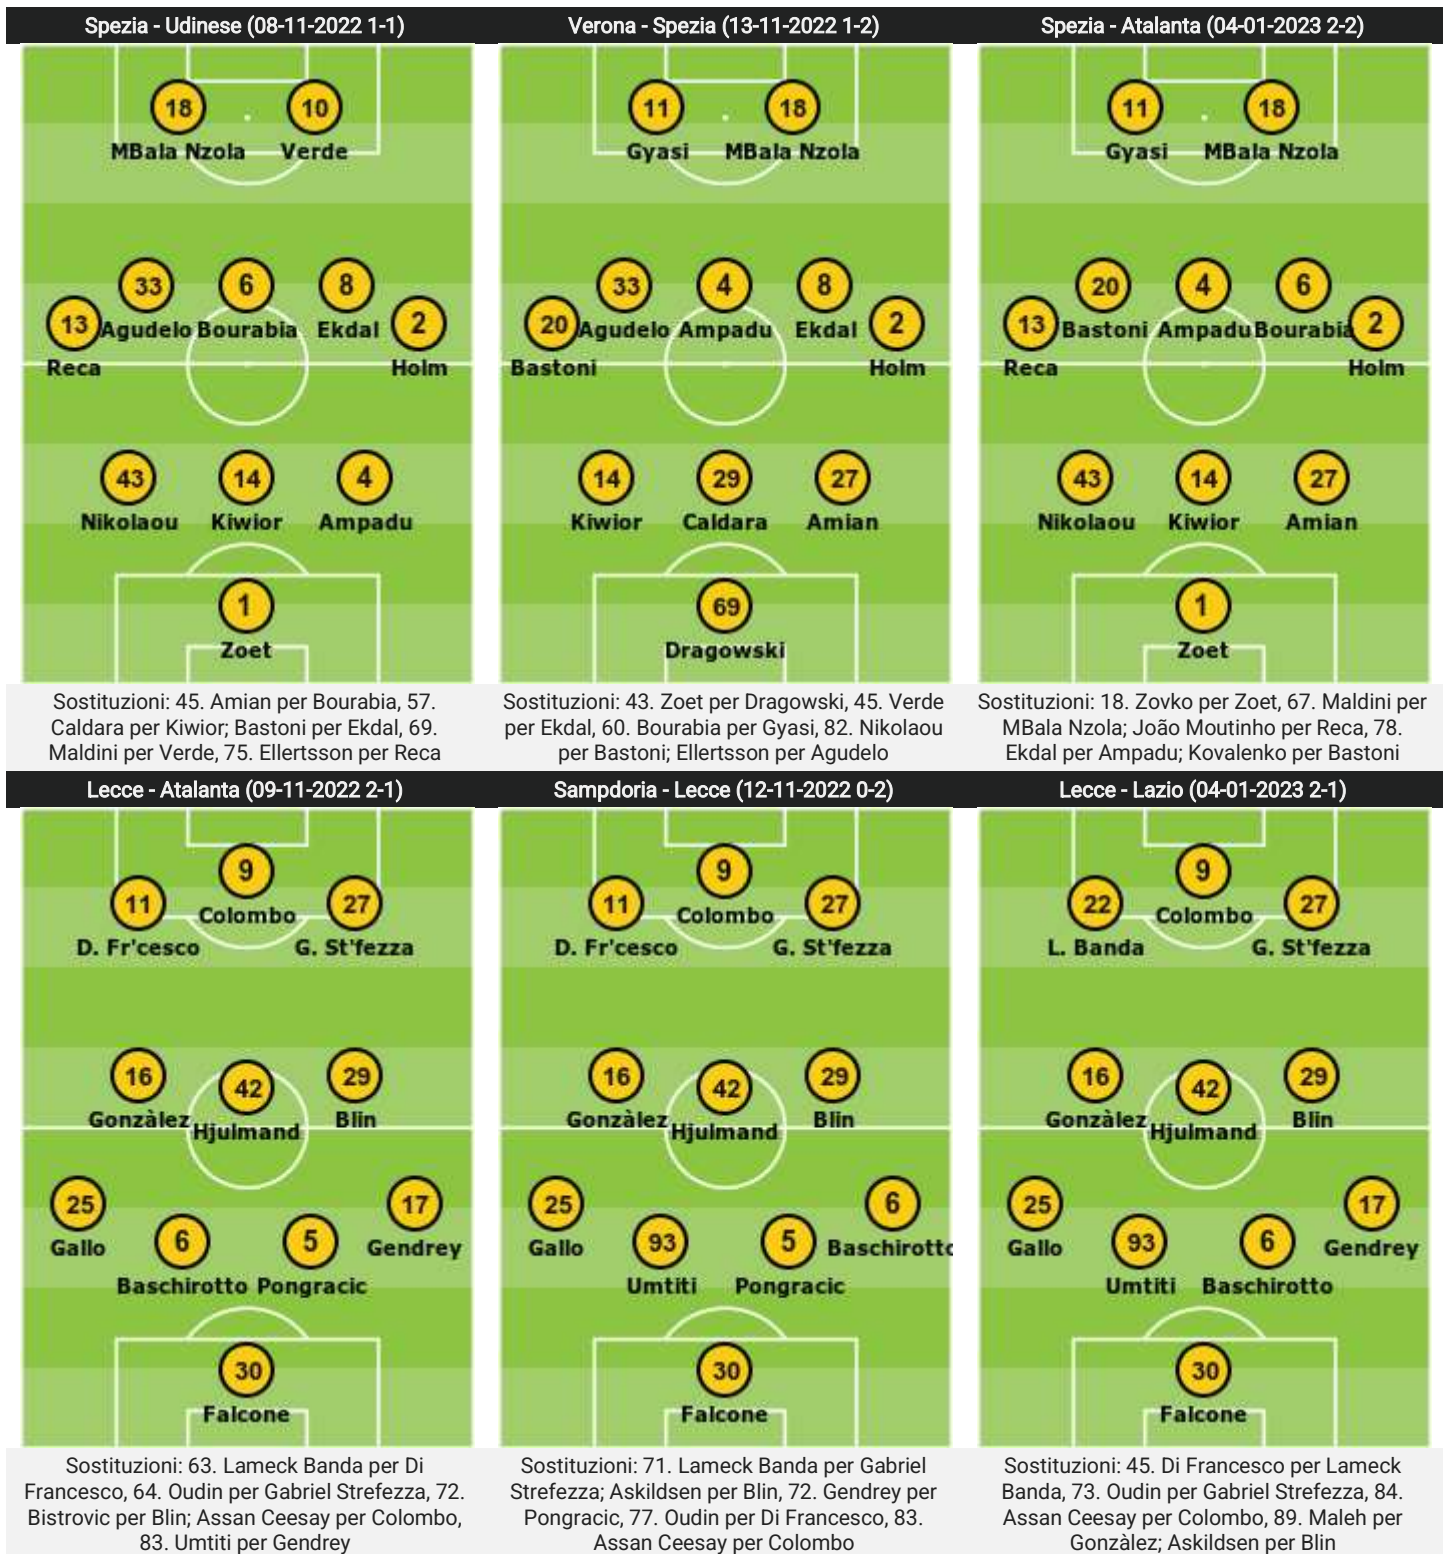 Spezia - Udinese (08-11-2022 1-1)
18
10
MBala Nzola
Verde
33
6
8
13
2
Agudelo
Bourabia
Ekdal
Reca
Holm
43
14
4
Nikolaou
Kiwior
Ampadu
1
Zoet
Sostituzioni: 45. Amian per Bourabia, 57.
Caldara per Kiwior; Bastoni per Ekdal, 69.
Maldini per Verde, 75. Ellertsson per Reca
Verona - Spezia (13-11-2022 1-2)
11
18
Gyasi
MBala Nzola
33
4
8
20
2
Agudelo
Ampadu
Ekdal
Bastoni
Holm
14
29
27
Kiwior
Caldara
Amian
69
Dragowski
Sostituzioni: 43. Zoet per Dragowski, 45. Verde
per Ekdal, 60. Bourabia per Gyasi, 82. Nikolaou
per Bastoni; Ellertsson per Agudelo
Spezia - Atalanta (04-01-2023 2-2)
11
18
Gyasi
MBala Nzola
20
4
6
13
2
Bastoni
Ampadu
Bourabia
Reca
Holm
43
14
27
Nikolaou
Kiwior
Amian
1
Zoet
Sostituzioni: 18. Zovko per Zoet, 67. Maldini per
MBala Nzola; João Moutinho per Reca, 78.
Ekdal per Ampadu; Kovalenko per Bastoni
Lecce - Atalanta (09-11-2022 2-1)
9
11
27
Colombo
D. Fr'cesco
G. St'fezza
16
42
29
Gonzàlez
Hjulmand
Blin
25
17
6
5
Gallo
Gendrey
Baschirotto
Pongracic
30
Falcone
Sostituzioni: 63. Lameck Banda per Di
Francesco, 64. Oudin per Gabriel Strefezza, 72.
Bistrovic per Blin; Assan Ceesay per Colombo,
83. Umtiti per Gendrey
Sampdoria - Lecce (12-11-2022 0-2)
9
11
27
Colombo
D. Fr'cesco
G. St'fezza
16
42
29
Gonzàlez
Hjulmand
Blin
25
6
93
5
Gallo
Baschirotto
Umtiti
Pongracic
30
Falcone
Sostituzioni: 71. Lameck Banda per Gabriel
Strefezza; Askildsen per Blin, 72. Gendrey per
Pongracic, 77. Oudin per Di Francesco, 83.
Assan Ceesay per Colombo
Lecce - Lazio (04-01-2023 2-1)
9
22
27
Colombo
L. Banda
G. St'fezza
16
42
29
Gonzàlez
Hjulmand
Blin
25
17
93
6
Gallo
Gendrey
Umtiti
Baschirotto
30
Falcone
Sostituzioni: 45. Di Francesco per Lameck
Banda, 73. Oudin per Gabriel Strefezza, 84.
Assan Ceesay per Colombo, 89. Maleh per
Gonzàlez; Askildsen per Blin